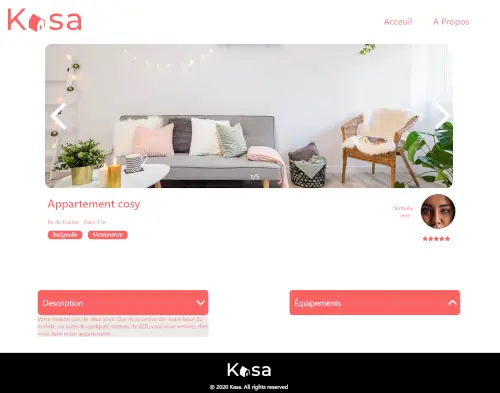 Kasa
Acceuil A Propos
1/5
Appartement cosy
Ile de France - Paris 17e
Batignolle Montmartre
Nathalie
Jean
Description
Équipements
Votre maison loin de chez vous. Que vous veniez de l'autre bout du
monde, ou juste de quelques stations de RER, vous vous sentirez chez
vous dans notre appartement.
Kasa
© 2020 Kasa. All rights reserved